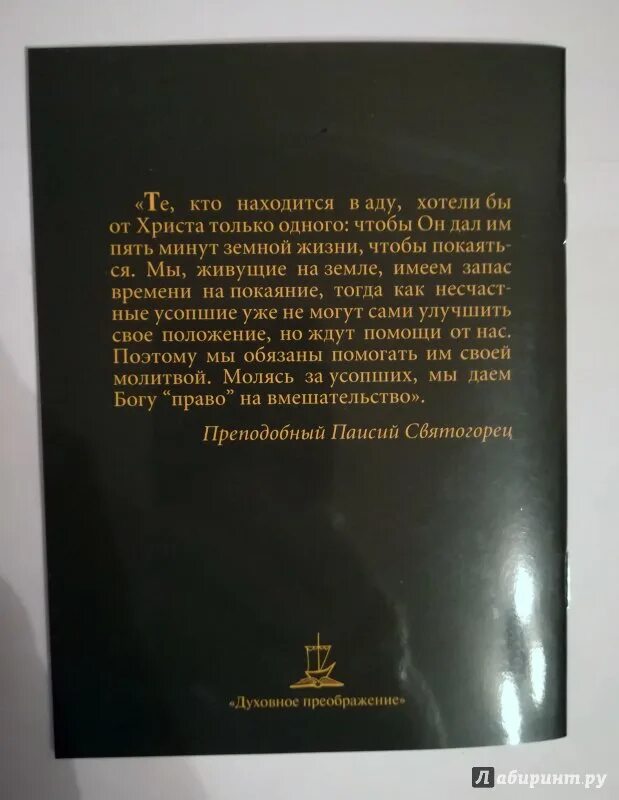 «Те, кто находится в аду, хотели бы
от Христа только одного: чтобы Он дал им
пять минут земной жизни, чтобы покаять-
ся. Мы, живущие на земле, имеем запас
времени на покаяние, тогда как несчаст-
ные усопшие уже не могут сами улучшить
свое положение, но ждут помощи от нас.
Поэтому мы обязаны помогать им своей
молитвой. Молясь за усопших, мы даем
Богу “право” на вмешательство».
Преподобный Паисий Святогорец
«Духовное преображение»
Лабиринт.ру